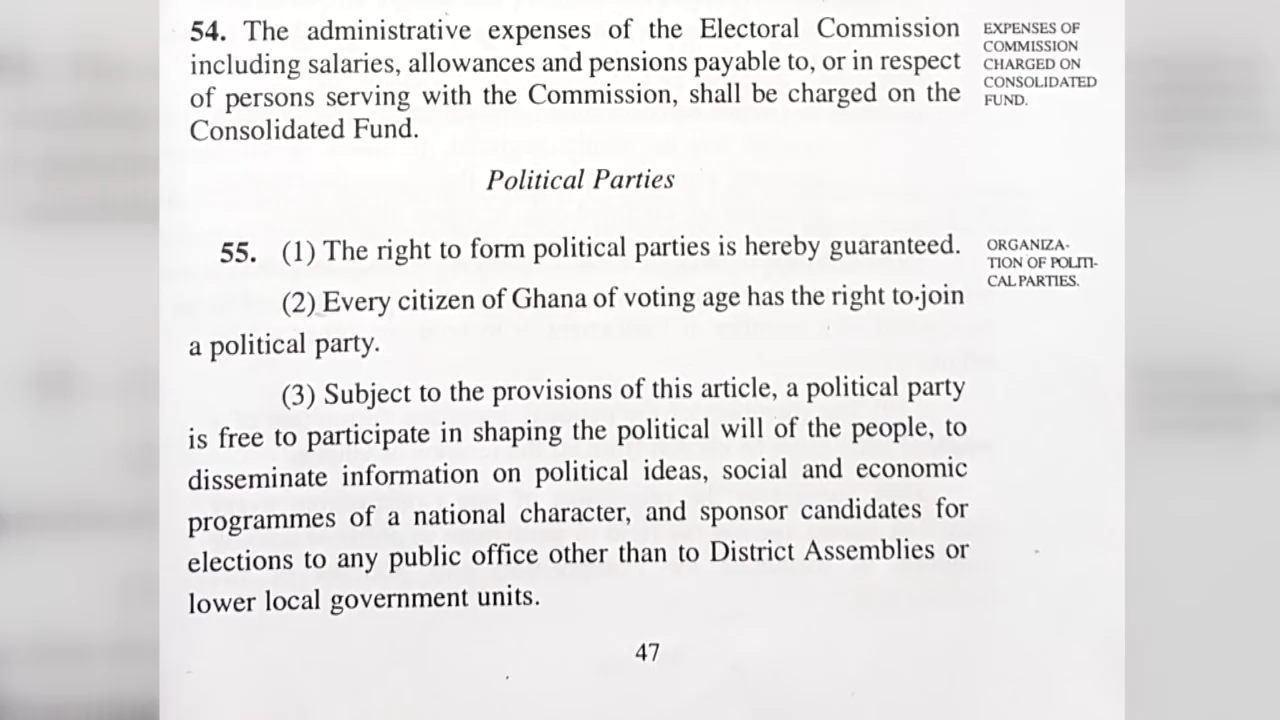 54. The administrative expenses of the Electoral Commission
including salaries, allowances and pensions payable to, or in respect
of persons serving with the Commission, shall be charged on the
Consolidated Fund.
EXPENSES OF
COMMISSION
CHARGED ON
CONSOLIDATED
FUND.
Political Parties
55. (1) The right to form political parties is hereby guaranteed.
(2) Every citizen of Ghana of voting age has the right to join
a political party.
ORGANIZA-
TION OF POLITI-
CAL PARTIES.
(3) Subject to the provisions of this article, a political party
is free to participate in shaping the political will of the people, to
disseminate information on political ideas, social and economic
programmes of a national character, and sponsor candidates for
elections to any public office other than to District Assemblies or
lower local government units.
47